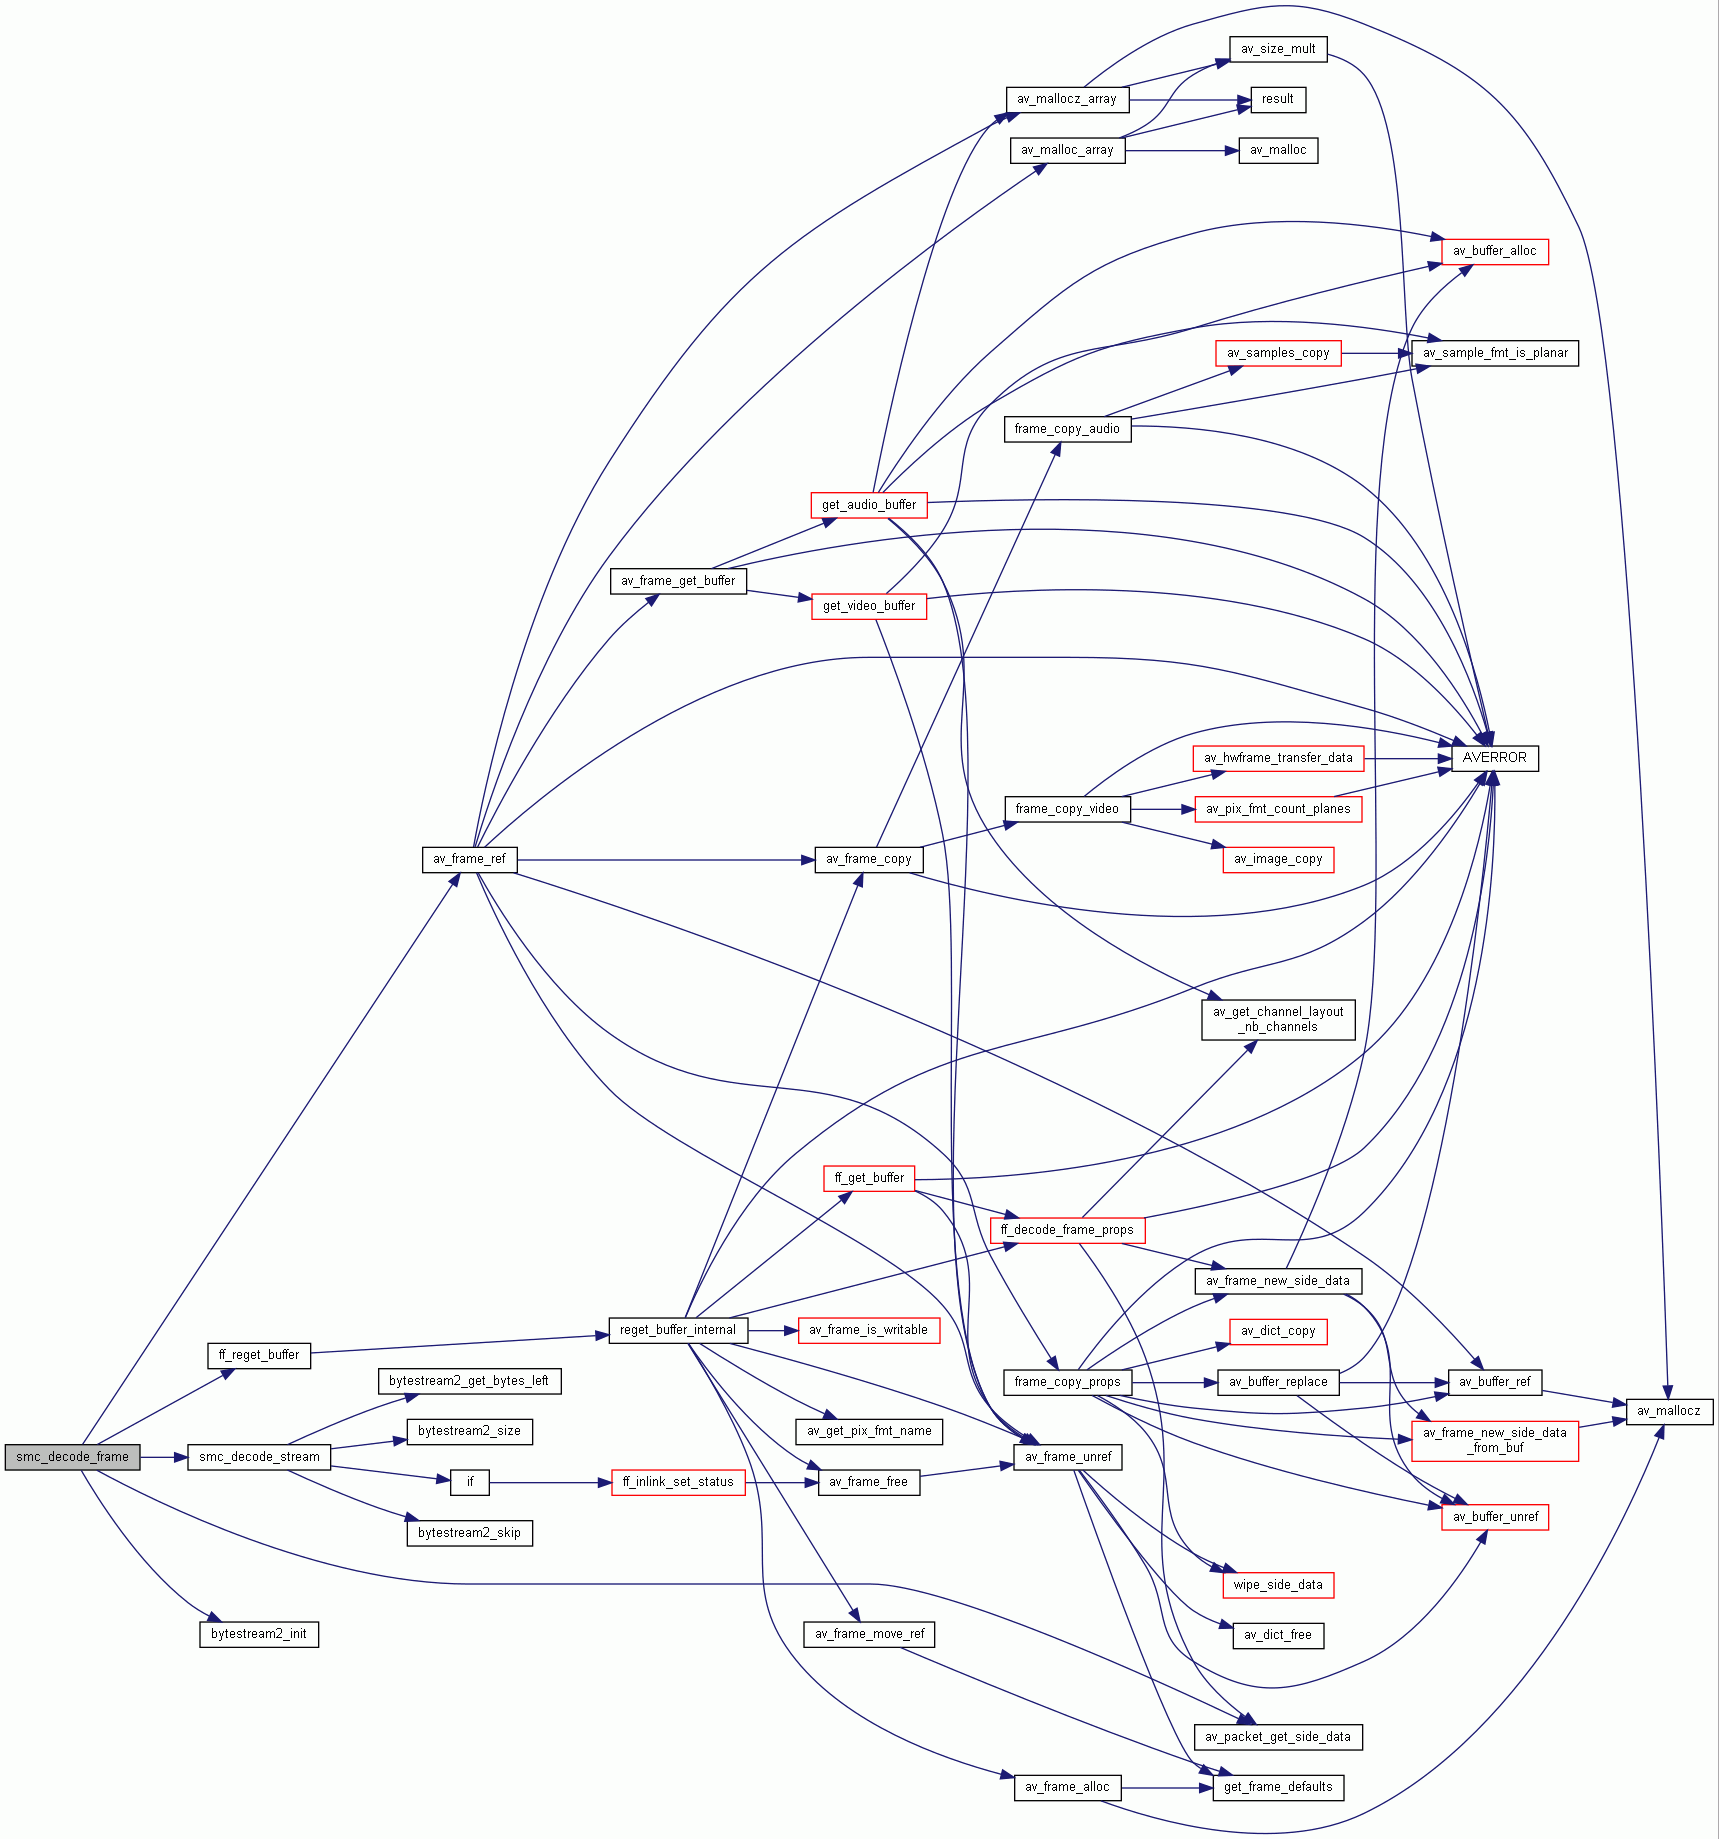 av_size_mult
av_mallocz_array
result
av_malloc_array
av_malloc
av_buffer_alloc
av_samples_copy
av_sample_fmt_is_planar
frame_copy_audio
get_audio_buffer
av_frame_get_buffer
get_video_buffer
av_hwframe_transfer_data
AVERROR
frame_copy_video
av_pix_fmt_count_planes
av_frame_ref
av_frame_copy
av_image_copy
av_get_channel_layout
_nb_channels
ff_get_buffer
ff_decode_frame_props
av_frame_new_side_data
reget_buffer_internal
av_frame_is_writable
av_dict_copy
ff_reget_buffer
bytestream2_get_bytes_left
frame_copy_props
av_buffer_replace
av_buffer_ref
av_mallocz
bytestream2_size
av_get_pix_fmt_name
av_frame_new_side_data
_from_buf
smc_decode_frame
smc_decode_stream
av_frame_unref
if
ff_inlink_set_status
av_frame_free
av_buffer_unref
bytestream2_skip
wipe_side_data
bytestream2_init
av_frame_move_ref
av_dict_free
av_packet_get_side_data
av_frame_alloc
get_frame_defaults